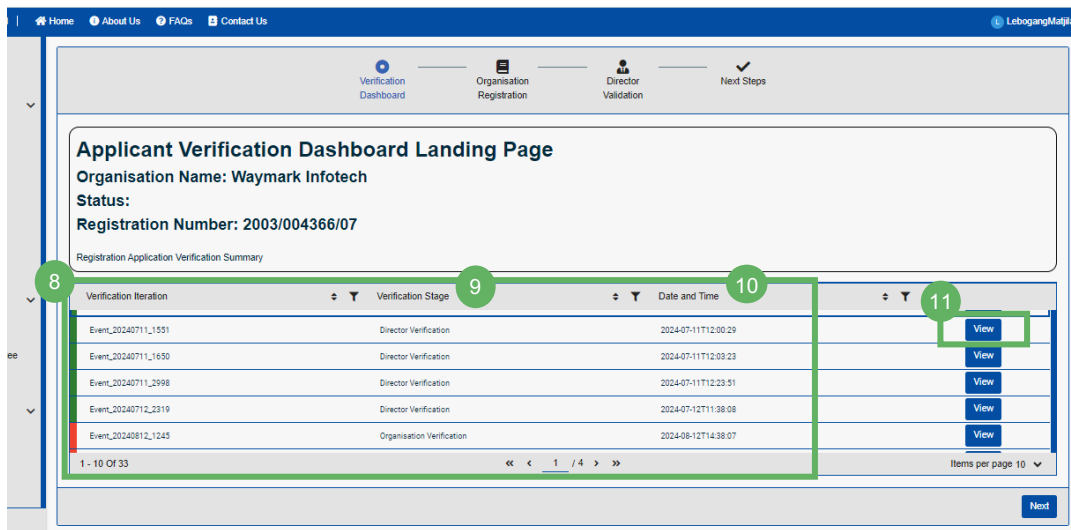 Home About Us FAQs Contact Us
Verification Dashboard
Organisation Registration
Director Validation
Next Steps
Applicant Verification Dashboard Landing Page
Organisation Name: Waymark Infotech
Status:
Registration Number: 2003/004366/07
Registration Application Verification Summary
8
9
10
11
Verification Iteration Verification Stage Date and Time
Event_20240711_1551 Director Verification 2024-07-11T12:00:29 View
Event_20240711_1650 Director Verification 2024-07-11T12:03:23 View
Event_20240711_2998 Director Verification 2024-07-11T12:23:51 View
Event_20240712_2319 Director Verification 2024-07-12T11:38:08 View
Event_20240812_1245 Organisation Verification 2024-08-12T14:38:07 View
1 - 10 Of 33 « ‹ 1 / 4 › » Items per page 10
Next